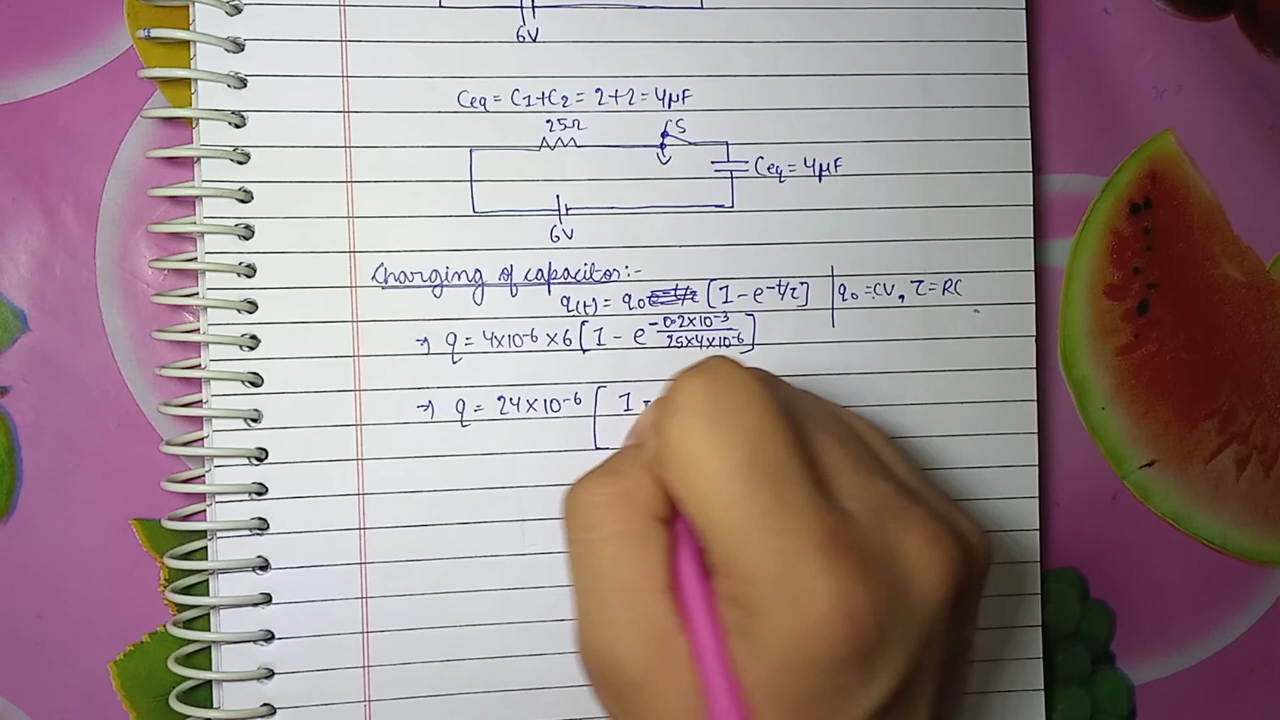 6V
Ceq = C1+C2 = 2+2 = 4μF
25Ω S
Ceq = 4μF
6V
Charging of capacitor:-
q(t) = q0 [1 - e^-t/τ] | q0 = CV, τ = RC
⇒ q = 4×10^-6 × 6 [1 - e^-(0.2×10^-3)/(25×4×10^-6)]
⇒ q = 24×10^-6 [1 -